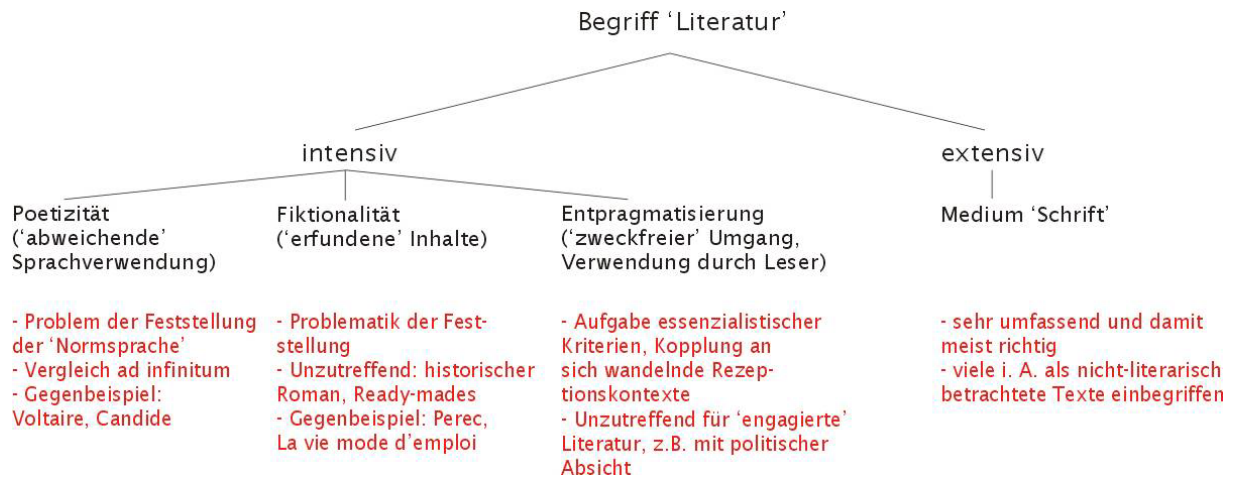 Begriff ‘Literatur’
intensiv
extensiv
Poetizität
(‘abweichende’
Sprachverwendung)
Fiktionalität
(‘erfundene’ Inhalte)
Entpragmatisierung
(‘zweckfreier’ Umgang,
Verwendung durch Leser)
Medium ‘Schrift’
- Problem der Feststellung
der ‘Normsprache’
- Vergleich ad infinitum
- Gegenbeispiel:
Voltaire, Candide
- Problematik der Fest-
stellung
- Unzutreffend: historischer
Roman, Ready-mades
- Gegenbeispiel: Perec,
La vie mode d’emploi
- Aufgabe essenzialistischer
Kriterien, Kopplung an
sich wandelnde Rezep-
tionskontexte
- Unzutreffend für ‘engagierte’
Literatur, z.B. mit politischer
Absicht
- sehr umfassend und damit
meist richtig
- viele i. A. als nicht-literarisch
betrachtete Texte einbegriffen